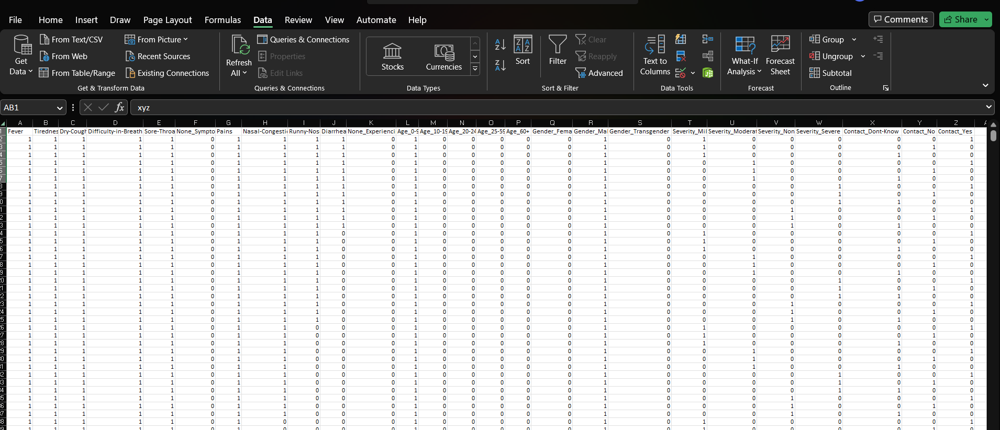 File Home Insert Draw Page Layout Formulas Data Review View Automate Help Comments Share
Get Data From Text/CSV From Web From Table/Range From Picture Recent Sources Existing Connections
Get & Transform Data
Refresh All Queries & Connections Properties Edit Links
Queries & Connections
Stocks Currencies
Data Types
Sort Filter Clear Reapply Advanced
Sort & Filter
Text to Columns
Data Tools
What-If Analysis Forecast Sheet
Forecast
Group Ungroup Subtotal
Outline
AB1 fx xyz
A B C D E F G H I J K L M N O P Q R S T U V W X Y Z
Fever Tirednes Dry-Cough Difficulty-in-Breath Sore-Throa None_Sympto Pains Nasal-Congesti Runny-Nos Diarrhea None_Experienci Age_0-9 Age_10-19 Age_20-24 Age_25-59 Age_60+ Gender_Fema Gender_Mal Gender_Transgender Severity_Mil Severity_Moderat Severity_Non Severity_Severe Contact_Dont-Know Contact_No Contact_Yes
1 1 1 1 1 0 1 1 1 1 0 1 0 0 0 0 0 1 0 1 0 0 0 0 0 1
1 1 1 1 1 0 1 1 1 1 0 1 0 0 0 0 0 1 0 1 0 0 0 0 1 0
1 1 1 1 1 0 1 1 1 1 0 1 0 0 0 0 0 1 0 1 0 0 0 1 0 0
1 1 1 1 1 0 1 1 1 1 0 1 0 0 0 0 0 1 0 0 1 0 0 0 0 1
1 1 1 1 1 0 1 1 1 1 0 1 0 0 0 0 0 1 0 0 1 0 0 0 1 0
1 1 1 1 1 0 1 1 1 1 0 1 0 0 0 0 0 1 0 0 1 0 0 1 0 0
1 1 1 1 1 0 1 1 1 1 0 1 0 0 0 0 0 1 0 0 0 0 1 0 0 1
1 1 1 1 1 0 1 1 1 1 0 1 0 0 0 0 0 1 0 0 0 0 1 0 1 0
1 1 1 1 1 0 1 1 1 1 0 1 0 0 0 0 0 1 0 0 0 0 1 1 0 0
1 1 1 1 1 0 1 1 1 1 0 1 0 0 0 0 0 1 0 0 0 1 0 0 0 1
1 1 1 1 1 0 1 1 1 1 0 1 0 0 0 0 0 1 0 0 0 1 0 0 1 0
1 1 1 1 1 0 1 1 1 1 0 1 0 0 0 0 0 1 0 0 0 1 0 1 0 0
1 1 1 1 1 0 1 1 1 0 0 1 0 0 0 0 0 1 0 1 0 0 0 0 0 1
1 1 1 1 1 0 1 1 1 0 0 1 0 0 0 0 0 1 0 1 0 0 0 0 1 0
1 1 1 1 1 0 1 1 1 0 0 1 0 0 0 0 0 1 0 1 0 0 0 1 0 0
1 1 1 1 1 0 1 1 1 0 0 1 0 0 0 0 0 1 0 0 1 0 0 0 0 1
1 1 1 1 1 0 1 1 1 0 0 1 0 0 0 0 0 1 0 0 1 0 0 0 1 0
1 1 1 1 1 0 1 1 1 0 0 1 0 0 0 0 0 1 0 0 1 0 0 1 0 0
1 1 1 1 1 0 1 1 1 0 0 1 0 0 0 0 0 1 0 0 0 0 1 0 0 1
1 1 1 1 1 0 1 1 1 0 0 1 0 0 0 0 0 1 0 0 0 0 1 0 1 0
1 1 1 1 1 0 1 1 1 0 0 1 0 0 0 0 0 1 0 0 0 0 1 1 0 0
1 1 1 1 1 0 1 1 1 0 0 1 0 0 0 0 0 1 0 0 0 1 0 0 0 1
1 1 1 1 1 0 1 1 1 0 0 1 0 0 0 0 0 1 0 0 0 1 0 0 1 0
1 1 1 1 1 0 1 1 1 0 0 1 0 0 0 0 0 1 0 0 0 1 0 1 0 0
1 1 1 1 1 0 1 1 0 0 0 1 0 0 0 0 0 1 0 1 0 0 0 0 0 1
1 1 1 1 1 0 1 1 0 0 0 1 0 0 0 0 0 1 0 1 0 0 0 0 1 0
1 1 1 1 1 0 1 1 0 0 0 1 0 0 0 0 0 1 0 1 0 0 0 1 0 0
1 1 1 1 1 0 1 1 0 0 0 1 0 0 0 0 0 1 0 0 1 0 0 0 0 1
1 1 1 1 1 0 1 1 0 0 0 1 0 0 0 0 0 1 0 0 1 0 0 0 1 0
1 1 1 1 1 0 1 1 0 0 0 1 0 0 0 0 0 1 0 0 1 0 0 1 0 0
1 1 1 1 1 0 1 1 0 0 0 1 0 0 0 0 0 1 0 0 0 0 1 0 0 1
1 1 1 1 1 0 1 1 0 0 0 1 0 0 0 0 0 1 0 0 0 0 1 0 1 0
1 1 1 1 1 0 1 1 0 0 0 1 0 0 0 0 0 1 0 0 0 0 1 1 0 0
1 1 1 1 1 0 1 1 0 0 0 1 0 0 0 0 0 1 0 0 0 1 0 0 0 1
1 1 1 1 1 0 1 1 0 0 0 1 0 0 0 0 0 1 0 0 0 1 0 0 1 0
1 1 1 1 1 0 1 1 0 0 0 1 0 0 0 0 0 1 0 0 0 1 0 1 0 0
1 1 1 1 1 0 1 0 0 0 0 1 0 0 0 0 0 1 0 1 0 0 0 0 0 1